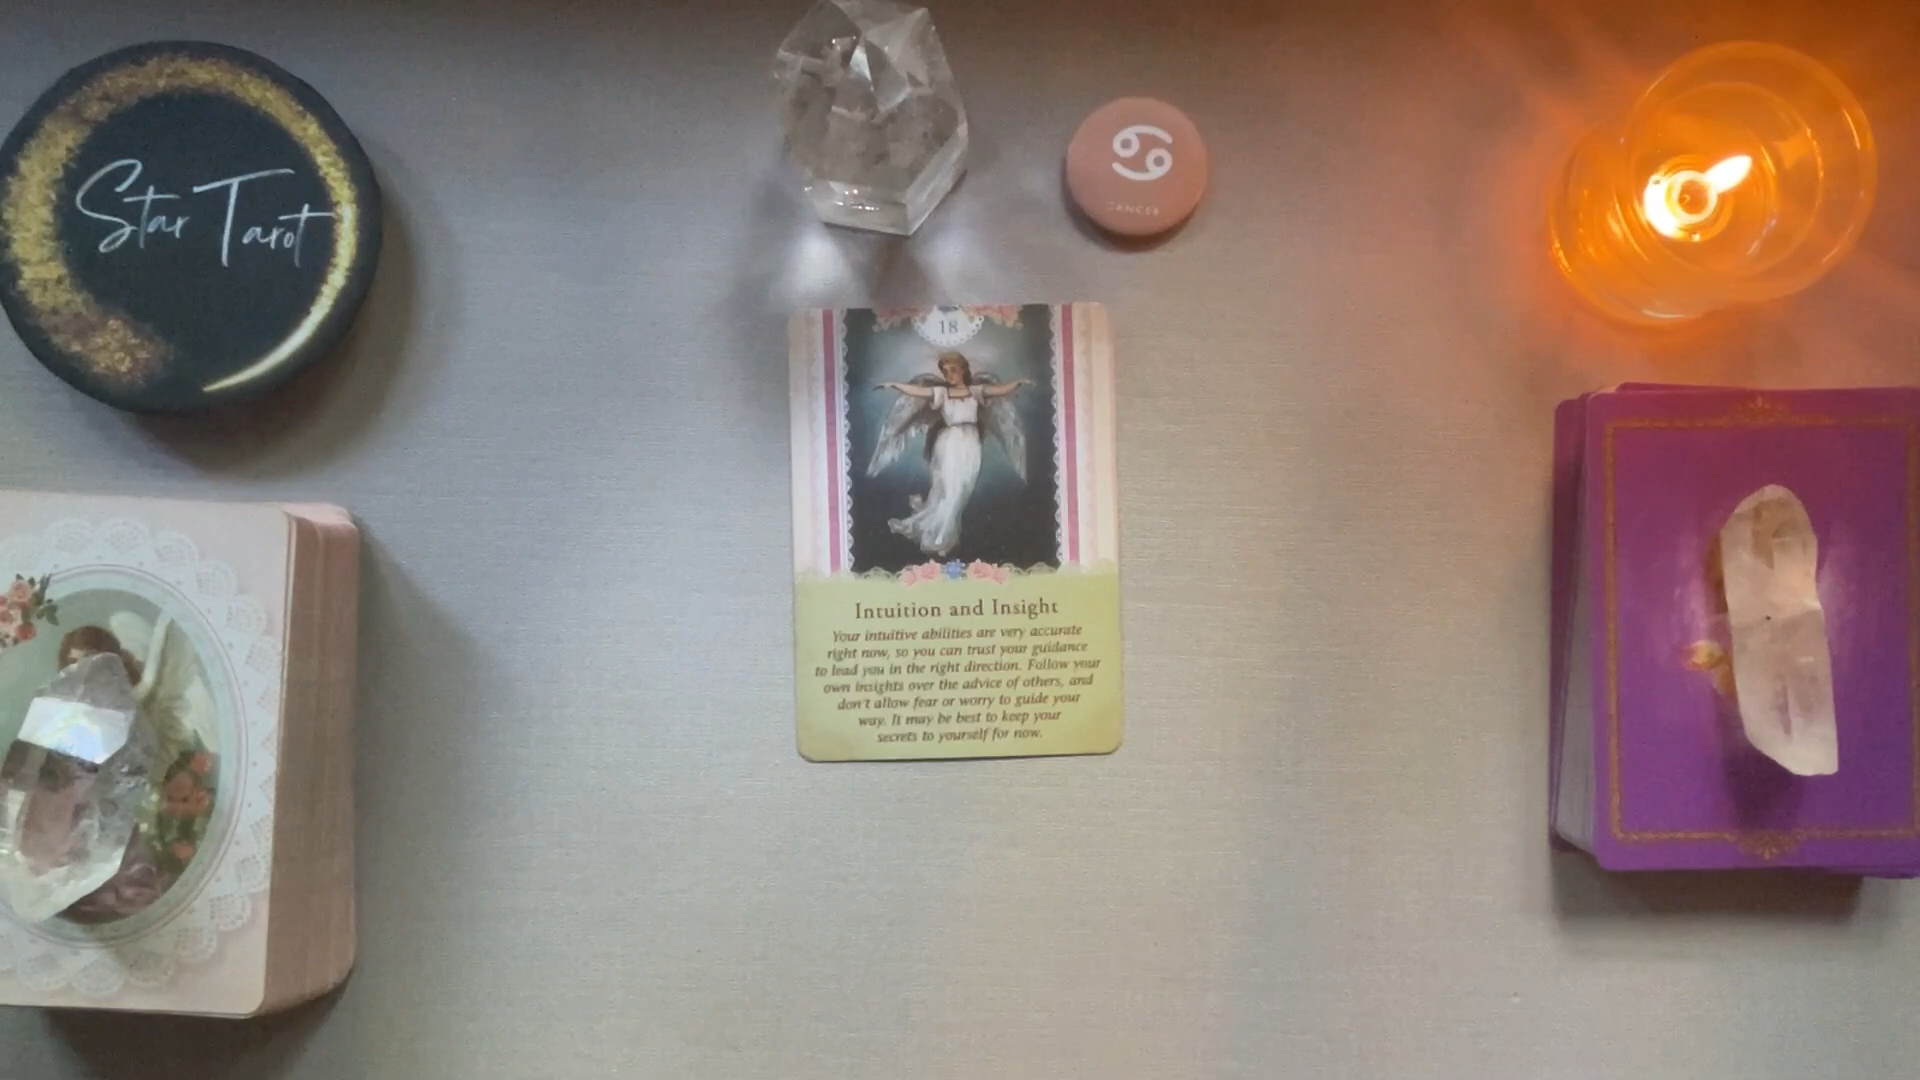 Star Tarot
CANCER
18
Intuition and Insight
Your intuitive abilities are very accurate
right now, so you can trust your guidance
to lead you in the right direction. Follow your
own insights over the advice of others, and
don't allow fear or worry to guide your
way. It may be best to keep your
secrets to yourself for now.